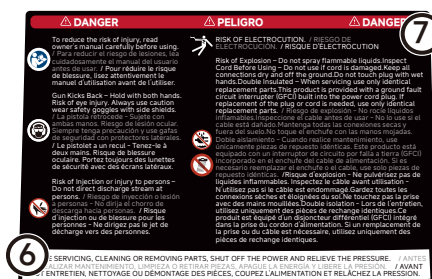 ⚠ DANGER
To reduce the risk of injury, read
owner's manual carefully before using.
/ Para reducir el riesgo de lesiones, lea
cuidadosamente el manual del usuario
antes de usar. / Pour réduire le risque
de blessure, lisez attentivement le
manuel d'utilisation avant de l'utiliser.
Gun Kicks Back – Hold with both hands.
Risk of eye injury. Always use caution
wear safety goggles with side shields.
/ La pistola retrocede – Sujete con
ambas manos. Riesgo de lesión ocular.
Siempre tenga precaución y use gafas
de seguridad con protectores laterales.
/ Le pistolet a un recul – Tenez-le à
deux mains. Risque de blessure
oculaire. Portez toujours des lunettes
de sécurité avec des écrans latéraux.
Risk of injection or injury to persons –
Do not direct discharge stream at
persons. / Riesgo de inyección o lesión
a personas – No dirija el chorro de
descarga hacia personas. / Risque
d'injection ou de blessure pour les
personnes – Ne dirigez pas le jet de
décharge vers des personnes.
⚠ PELIGRO
⚠ DANGER
RISK OF ELECTROCUTION. / RIESGO DE
ELECTROCUCIÓN. / RISQUE D'ÉLECTROCUTION
Risk of Explosion – Do not spray flammable liquids.Inspect
Cord Before Using – Do not use if cord is damaged.Keep all
connections dry and off the ground.Do not touch plug with wet
hands.Double Insulated – When servicing use only identical
replacement parts.This product is provided with a ground fault
circuit interrupter (GFCI) built into the power cord plug. If
replacement of the plug or cord is needed, use only identical
replacement parts. / Riesgo de explosión – No rocíe líquidos
inflamables.Inspeccione el cable antes de usar – No lo use si el
cable está dañado.Mantenga todas las conexiones secas y
fuera del suelo.No toque el enchufe con las manos mojadas.
Doble aislamiento – Cuando realice mantenimiento, use
únicamente piezas de repuesto idénticas. Este producto está
equipado con un interruptor de circuito por falla a tierra (GFCI)
incorporado en el enchufe del cable de alimentación. Si es
necesario reemplazar el enchufe o el cable, use solo piezas de
repuesto idénticas. /Risque d'explosion – Ne pulvérisez pas de
liquides inflammables. Inspectez le câble avant utilisation –
N'utilisez pas si le câble est endommagé.Gardez toutes les
connexions sèches et éloignées du sol.Ne touchez pas la prise
avec des mains mouillées.Double isolation – Lors de l'entretien,
utilisez uniquement des pièces de rechange identiques.Ce
produit est équipé d'un disjoncteur différentiel (GFCI) intégré
dans la prise du cordon d'alimentation. Si un remplacement de
la prise ou du câble est nécessaire, utilisez uniquement des
pièces de rechange identiques.
7
6
SERVICING, CLEANING OR REMOVING PARTS, SHUT OFF THE POWER AND RELIEVE THE PRESSURE. / ANTES
MANTENIMIENTO, LIMPIEZA O RETIRAR PIEZAS, APAGUE LA ENERGÍA Y LIBERE LA PRESIÓN. / AVANT
ENTRETIEN, NETTOYAGE OU DÉMONTAGE DES PIÈCES, COUPEZ L'ALIMENTATION ET RELÂCHEZ LA PRESSION.